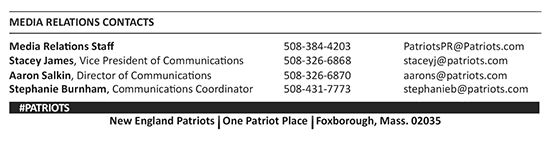 MEDIA RELATIONS CONTACTS
Media Relations Staff 508-384-4203 PatriotsPR@Patriots.com
Stacey James, Vice President of Communications 508-326-6868 staceyj@patriots.com
Aaron Salkin, Director of Communications 508-326-6870 aarons@patriots.com
Stephanie Burnham, Communications Coordinator 508-431-7773 stephanieb@patriots.com
#PATRIOTS
New England Patriots | One Patriot Place | Foxborough, Mass. 02035